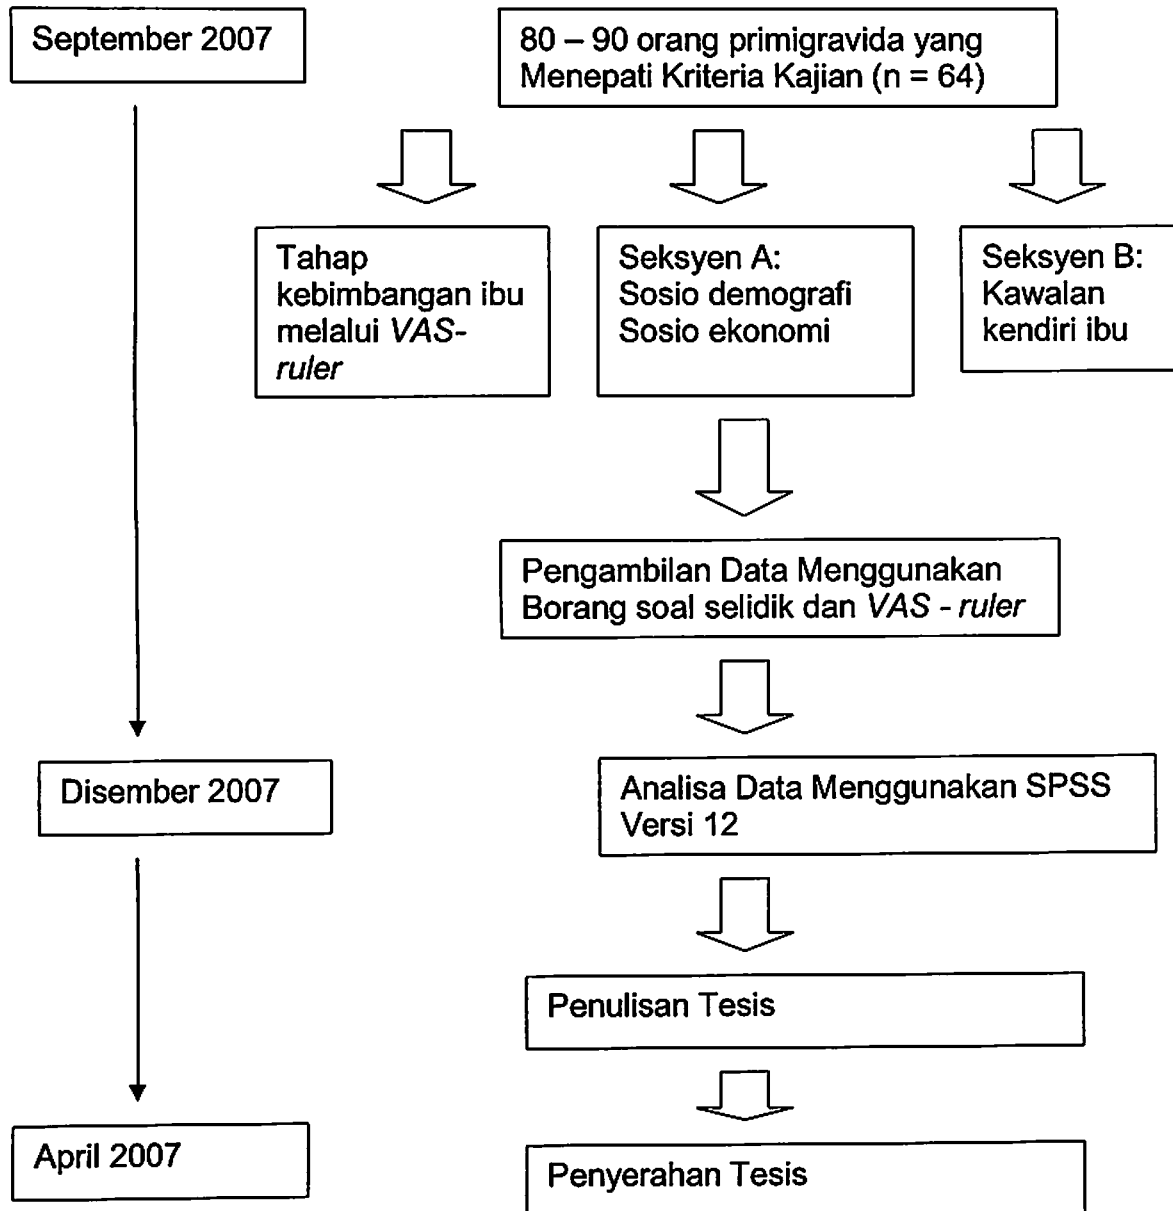 September 2007
80 – 90 orang primigravida yang
Menepati Kriteria Kajian (n = 64)
Tahap
kebimbangan ibu
melalui VAS-
ruler
Seksyen A:
Sosio demografi
Sosio ekonomi
Seksyen B:
Kawalan
kendiri ibu
Pengambilan Data Menggunakan
Borang soal selidik dan VAS - ruler
Disember 2007
Analisa Data Menggunakan SPSS
Versi 12
Penulisan Tesis
April 2007
Penyerahan Tesis